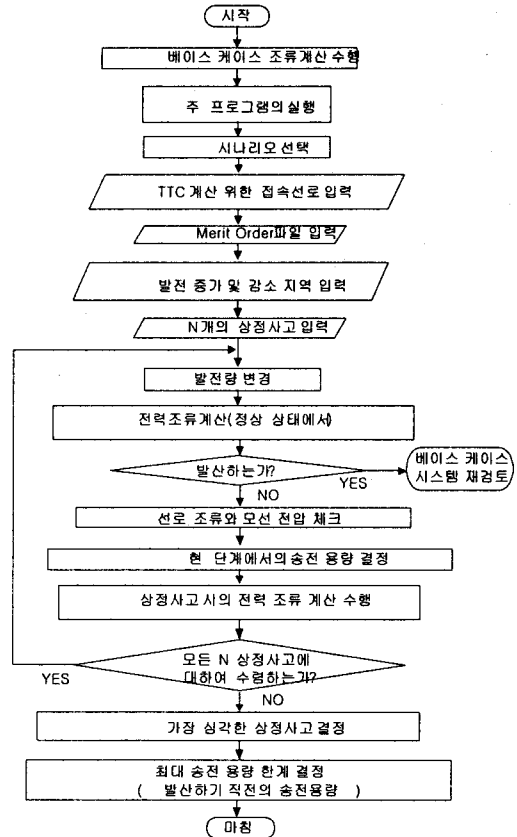 시작
베이스 케이스 조류계산 수행
주 프로그램의 실행
시나리오 선택
TTC 계산 위한 접속선로 입력
Merit Order파일 입력
발전 증가 및 감소 지역 입력
N개의 상정사고 입력
발전량 변경
전력조류계산(정상 상태에서)
발산하는가?
YES
베이스 케이스
시스템 재검토
NO
선로 조류와 모선 전압 체크
현 단계에서의 송전 용량 결정
상정사고 시의 전력 조류 계산 수행
모든 N 상정사고에
대하여 수렴하는가?
YES
NO
가장 심각한 상정사고 결정
최대 송전 용량 한계 결정
( 발산하기 직전의 송전용량 )
마침